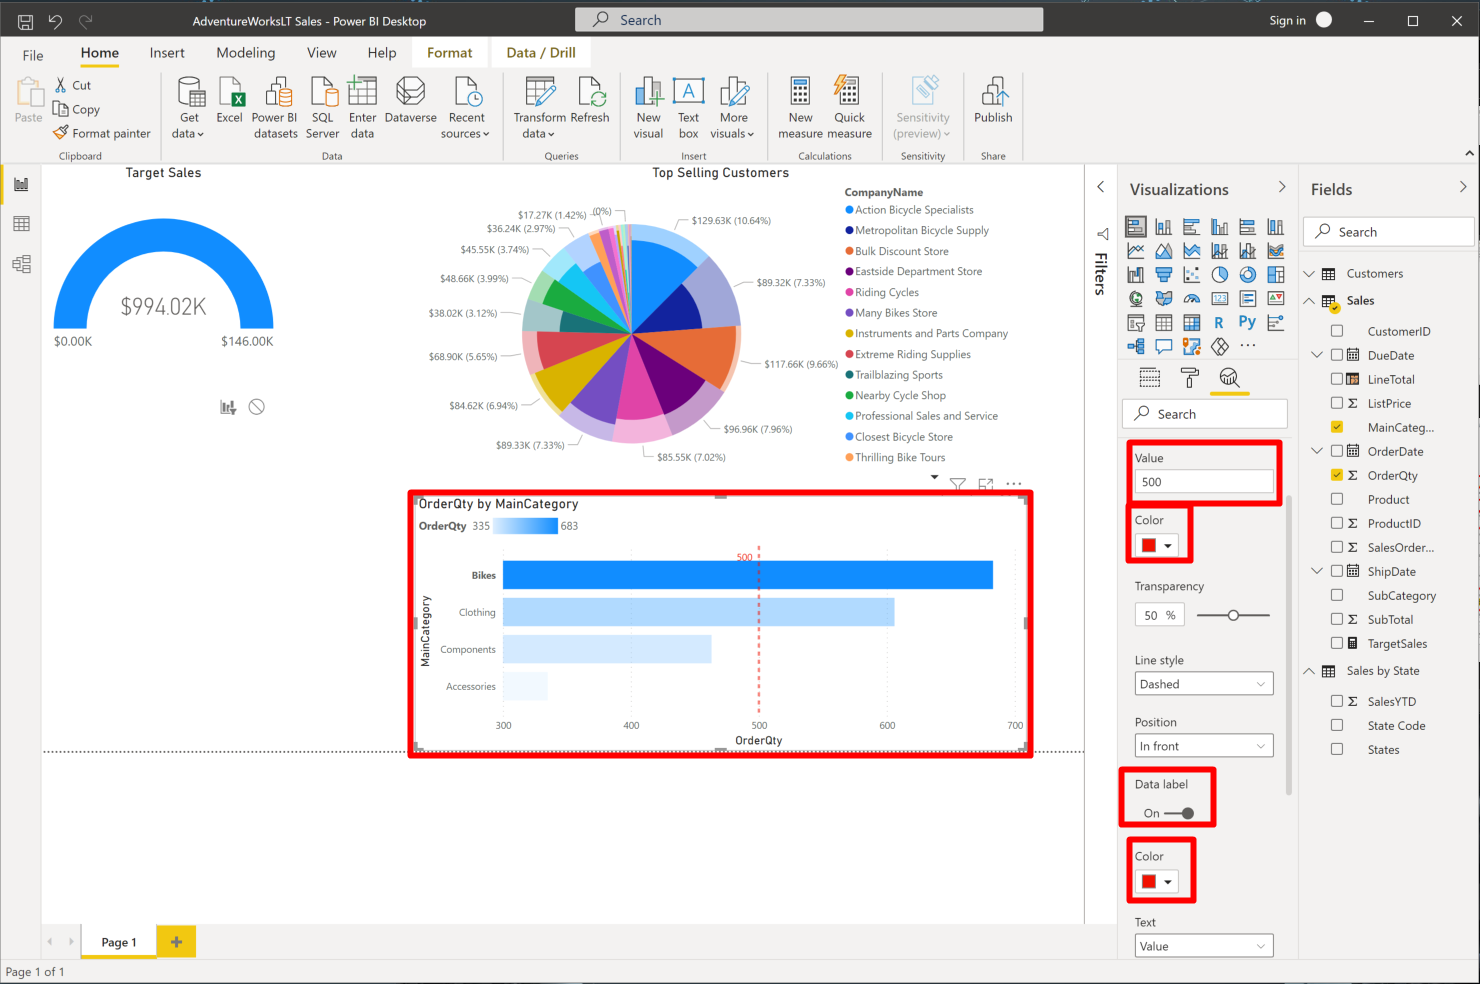 AdventureWorksLT Sales - Power BI Desktop
Search
Sign in
File
Home
Insert
Modeling
View
Help
Format
Data / Drill
Paste
Cut
Copy
Format painter
Clipboard
Get data
Excel
Power BI datasets
SQL Server
Enter data
Dataverse
Recent sources
Data
Transform data
Refresh
Queries
New visual
Text box
More visuals
Insert
New measure
Quick measure
Calculations
Sensitivity (preview)
Sensitivity
Publish
Share
Target Sales
$994.02K
$0.00K
$146.00K
Top Selling Customers
(0%)
$17.27K (1.42%)
$36.24K (2.97%)
$45.55K (3.74%)
$48.66K (3.99%)
$38.02K (3.12%)
$68.90K (5.65%)
$84.62K (6.94%)
$89.33K (7.33%)
$129.63K (10.64%)
$89.32K (7.33%)
$117.66K (9.66%)
$96.96K (7.96%)
$85.55K (7.02%)
CompanyName
Action Bicycle Specialists
Metropolitan Bicycle Supply
Bulk Discount Store
Eastside Department Store
Riding Cycles
Many Bikes Store
Instruments and Parts Company
Extreme Riding Supplies
Trailblazing Sports
Nearby Cycle Shop
Professional Sales and Service
Closest Bicycle Store
Thrilling Bike Tours
OrderQty by MainCategory
OrderQty 335 683
500
MainCategory
Bikes
Clothing
Components
Accessories
300 400 500 600 700
OrderQty
Filters
Visualizations
123
R
Py
Search
Value
500
Color
Transparency
50 %
Line style
Dashed
Position
In front
Data label
On
Color
Text
Value
Fields
Search
Customers
Sales
CustomerID
DueDate
LineTotal
ListPrice
MainCateg...
OrderDate
OrderQty
Product
ProductID
SalesOrder...
ShipDate
SubCategory
SubTotal
TargetSales
Sales by State
SalesYTD
State Code
States
Page 1
Page 1 of 1